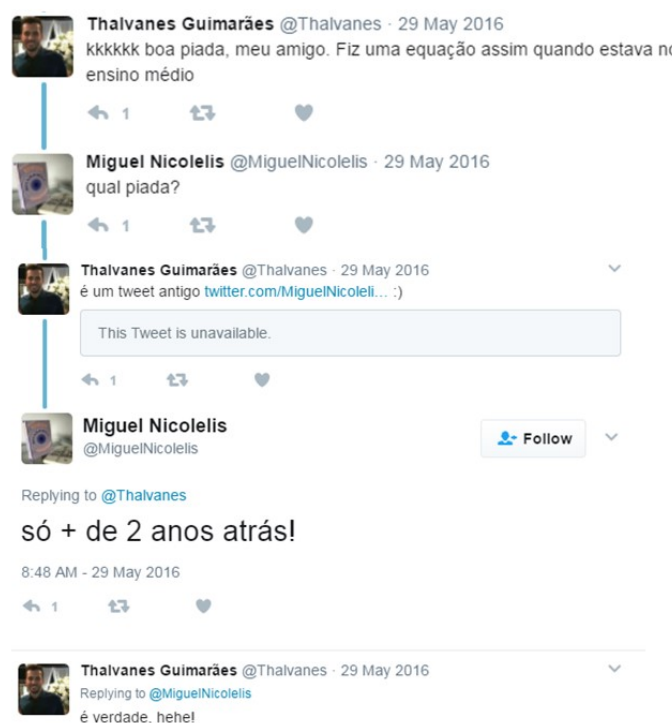 Thalvanes Guimarães @Thalvanes · 29 May 2016
kkkkkk boa piada, meu amigo. Fiz uma equação assim quando estava no
ensino médio
1
Miguel Nicolelis @MiguelNicolelis · 29 May 2016
qual piada?
1
Thalvanes Guimarães @Thalvanes · 29 May 2016
é um tweet antigo twitter.com/MiguelNicoleli… :)
This Tweet is unavailable.
1
Miguel Nicolelis
@MiguelNicolelis
Follow
Replying to @Thalvanes
só + de 2 anos atrás!
8:48 AM - 29 May 2016
1
Thalvanes Guimarães @Thalvanes · 29 May 2016
Replying to @MiguelNicolelis
é verdade, hehe!